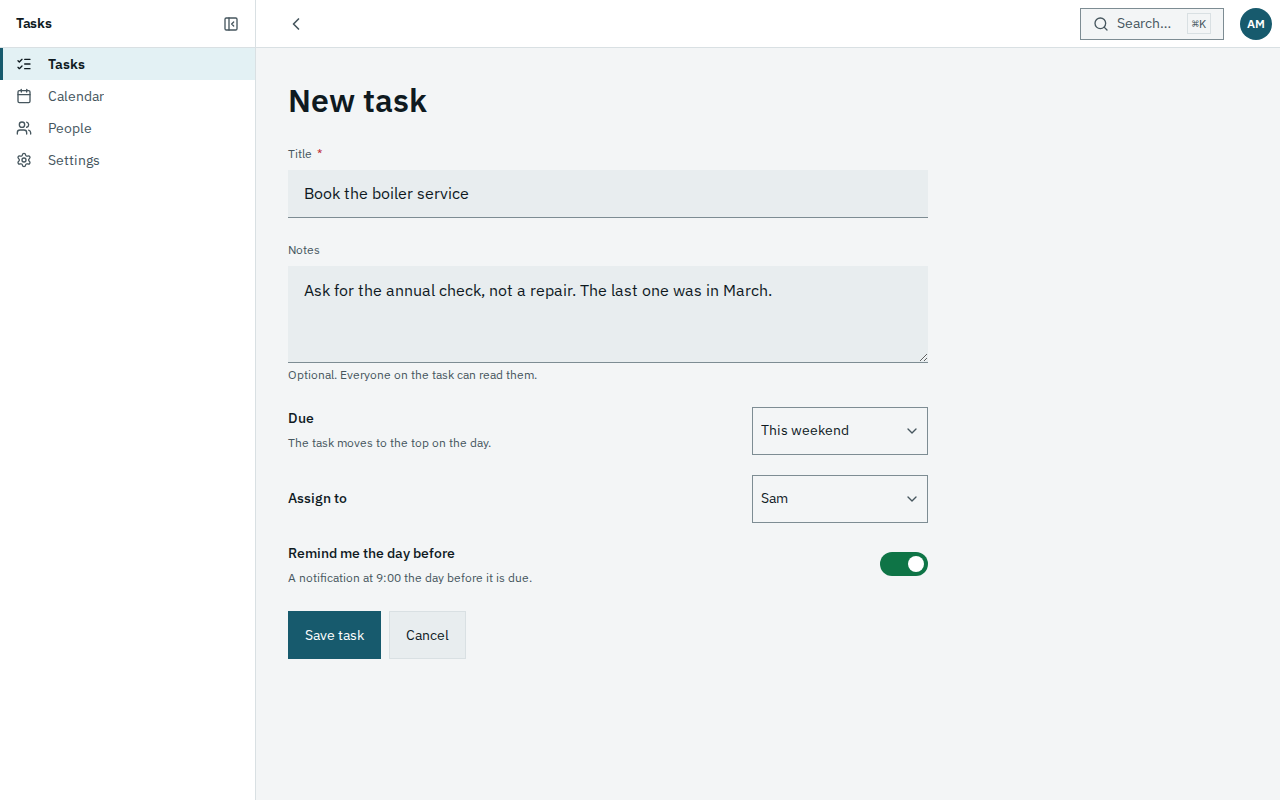 Tasks
Search... ⌘K
AM
Tasks
Calendar
People
Settings
New task
Title *
Book the boiler service
Notes
Ask for the annual check, not a repair. The last one was in March.
Optional. Everyone on the task can read them.
Due
The task moves to the top on the day.
This weekend
Assign to
Sam
Remind me the day before
A notification at 9:00 the day before it is due.
Save task
Cancel